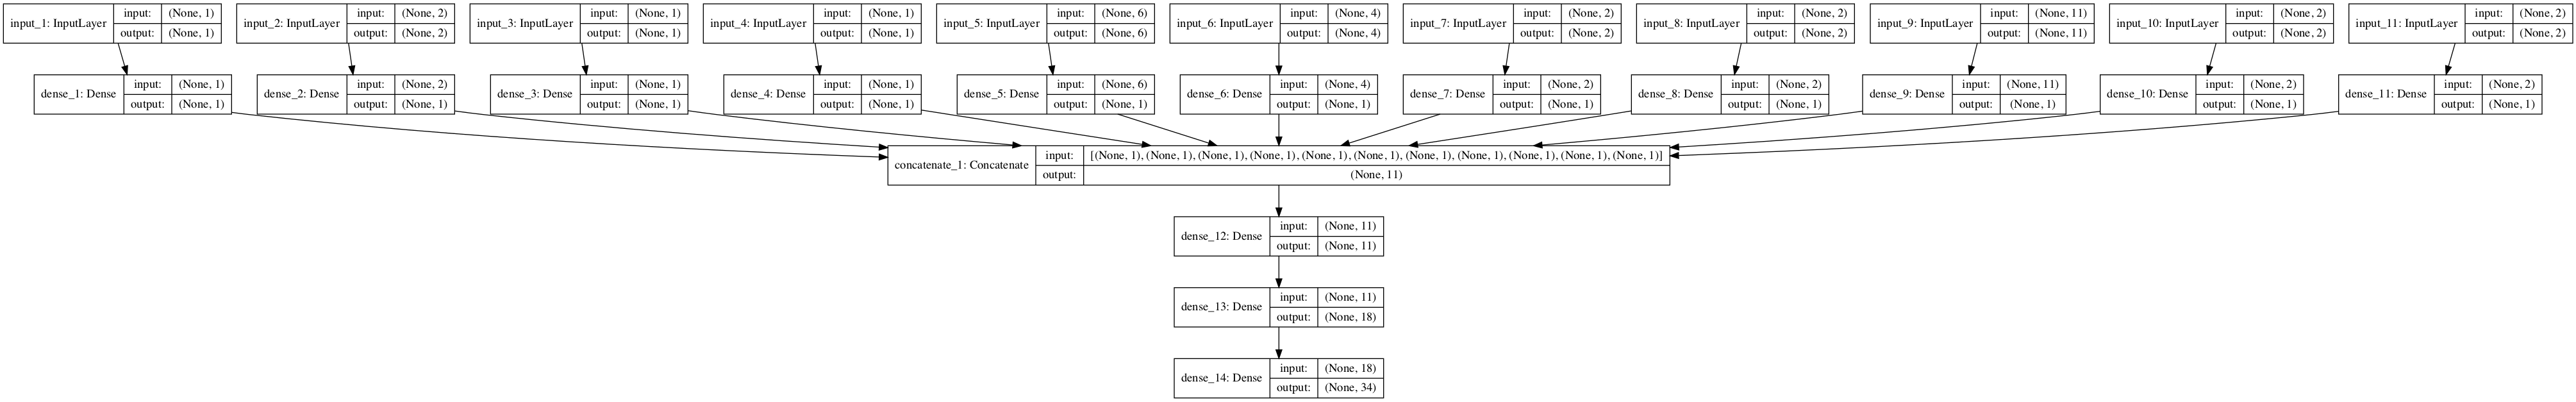 input_1: InputLayer input: (None, 1) output: (None, 1)
input_2: InputLayer input: (None, 2) output: (None, 2)
input_3: InputLayer input: (None, 1) output: (None, 1)
input_4: InputLayer input: (None, 1) output: (None, 1)
input_5: InputLayer input: (None, 6) output: (None, 6)
input_6: InputLayer input: (None, 4) output: (None, 4)
input_7: InputLayer input: (None, 2) output: (None, 2)
input_8: InputLayer input: (None, 2) output: (None, 2)
input_9: InputLayer input: (None, 11) output: (None, 11)
input_10: InputLayer input: (None, 2) output: (None, 2)
input_11: InputLayer input: (None, 2) output: (None, 2)
dense_1: Dense input: (None, 1) output: (None, 1)
dense_2: Dense input: (None, 2) output: (None, 1)
dense_3: Dense input: (None, 1) output: (None, 1)
dense_4: Dense input: (None, 1) output: (None, 1)
dense_5: Dense input: (None, 6) output: (None, 1)
dense_6: Dense input: (None, 4) output: (None, 1)
dense_7: Dense input: (None, 2) output: (None, 1)
dense_8: Dense input: (None, 2) output: (None, 1)
dense_9: Dense input: (None, 11) output: (None, 1)
dense_10: Dense input: (None, 2) output: (None, 1)
dense_11: Dense input: (None, 2) output: (None, 1)
concatenate_1: Concatenate input: [(None, 1), (None, 1), (None, 1), (None, 1), (None, 1), (None, 1), (None, 1), (None, 1), (None, 1), (None, 1), (None, 1)] output: (None, 11)
dense_12: Dense input: (None, 11) output: (None, 11)
dense_13: Dense input: (None, 11) output: (None, 18)
dense_14: Dense input: (None, 18) output: (None, 34)